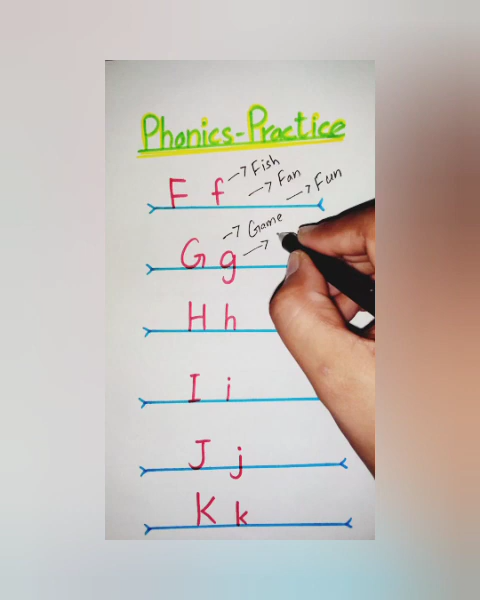 Phonics-Practice
F f → Fish → Fan → Fun
G g → Game →
H h
I i
J j
K k